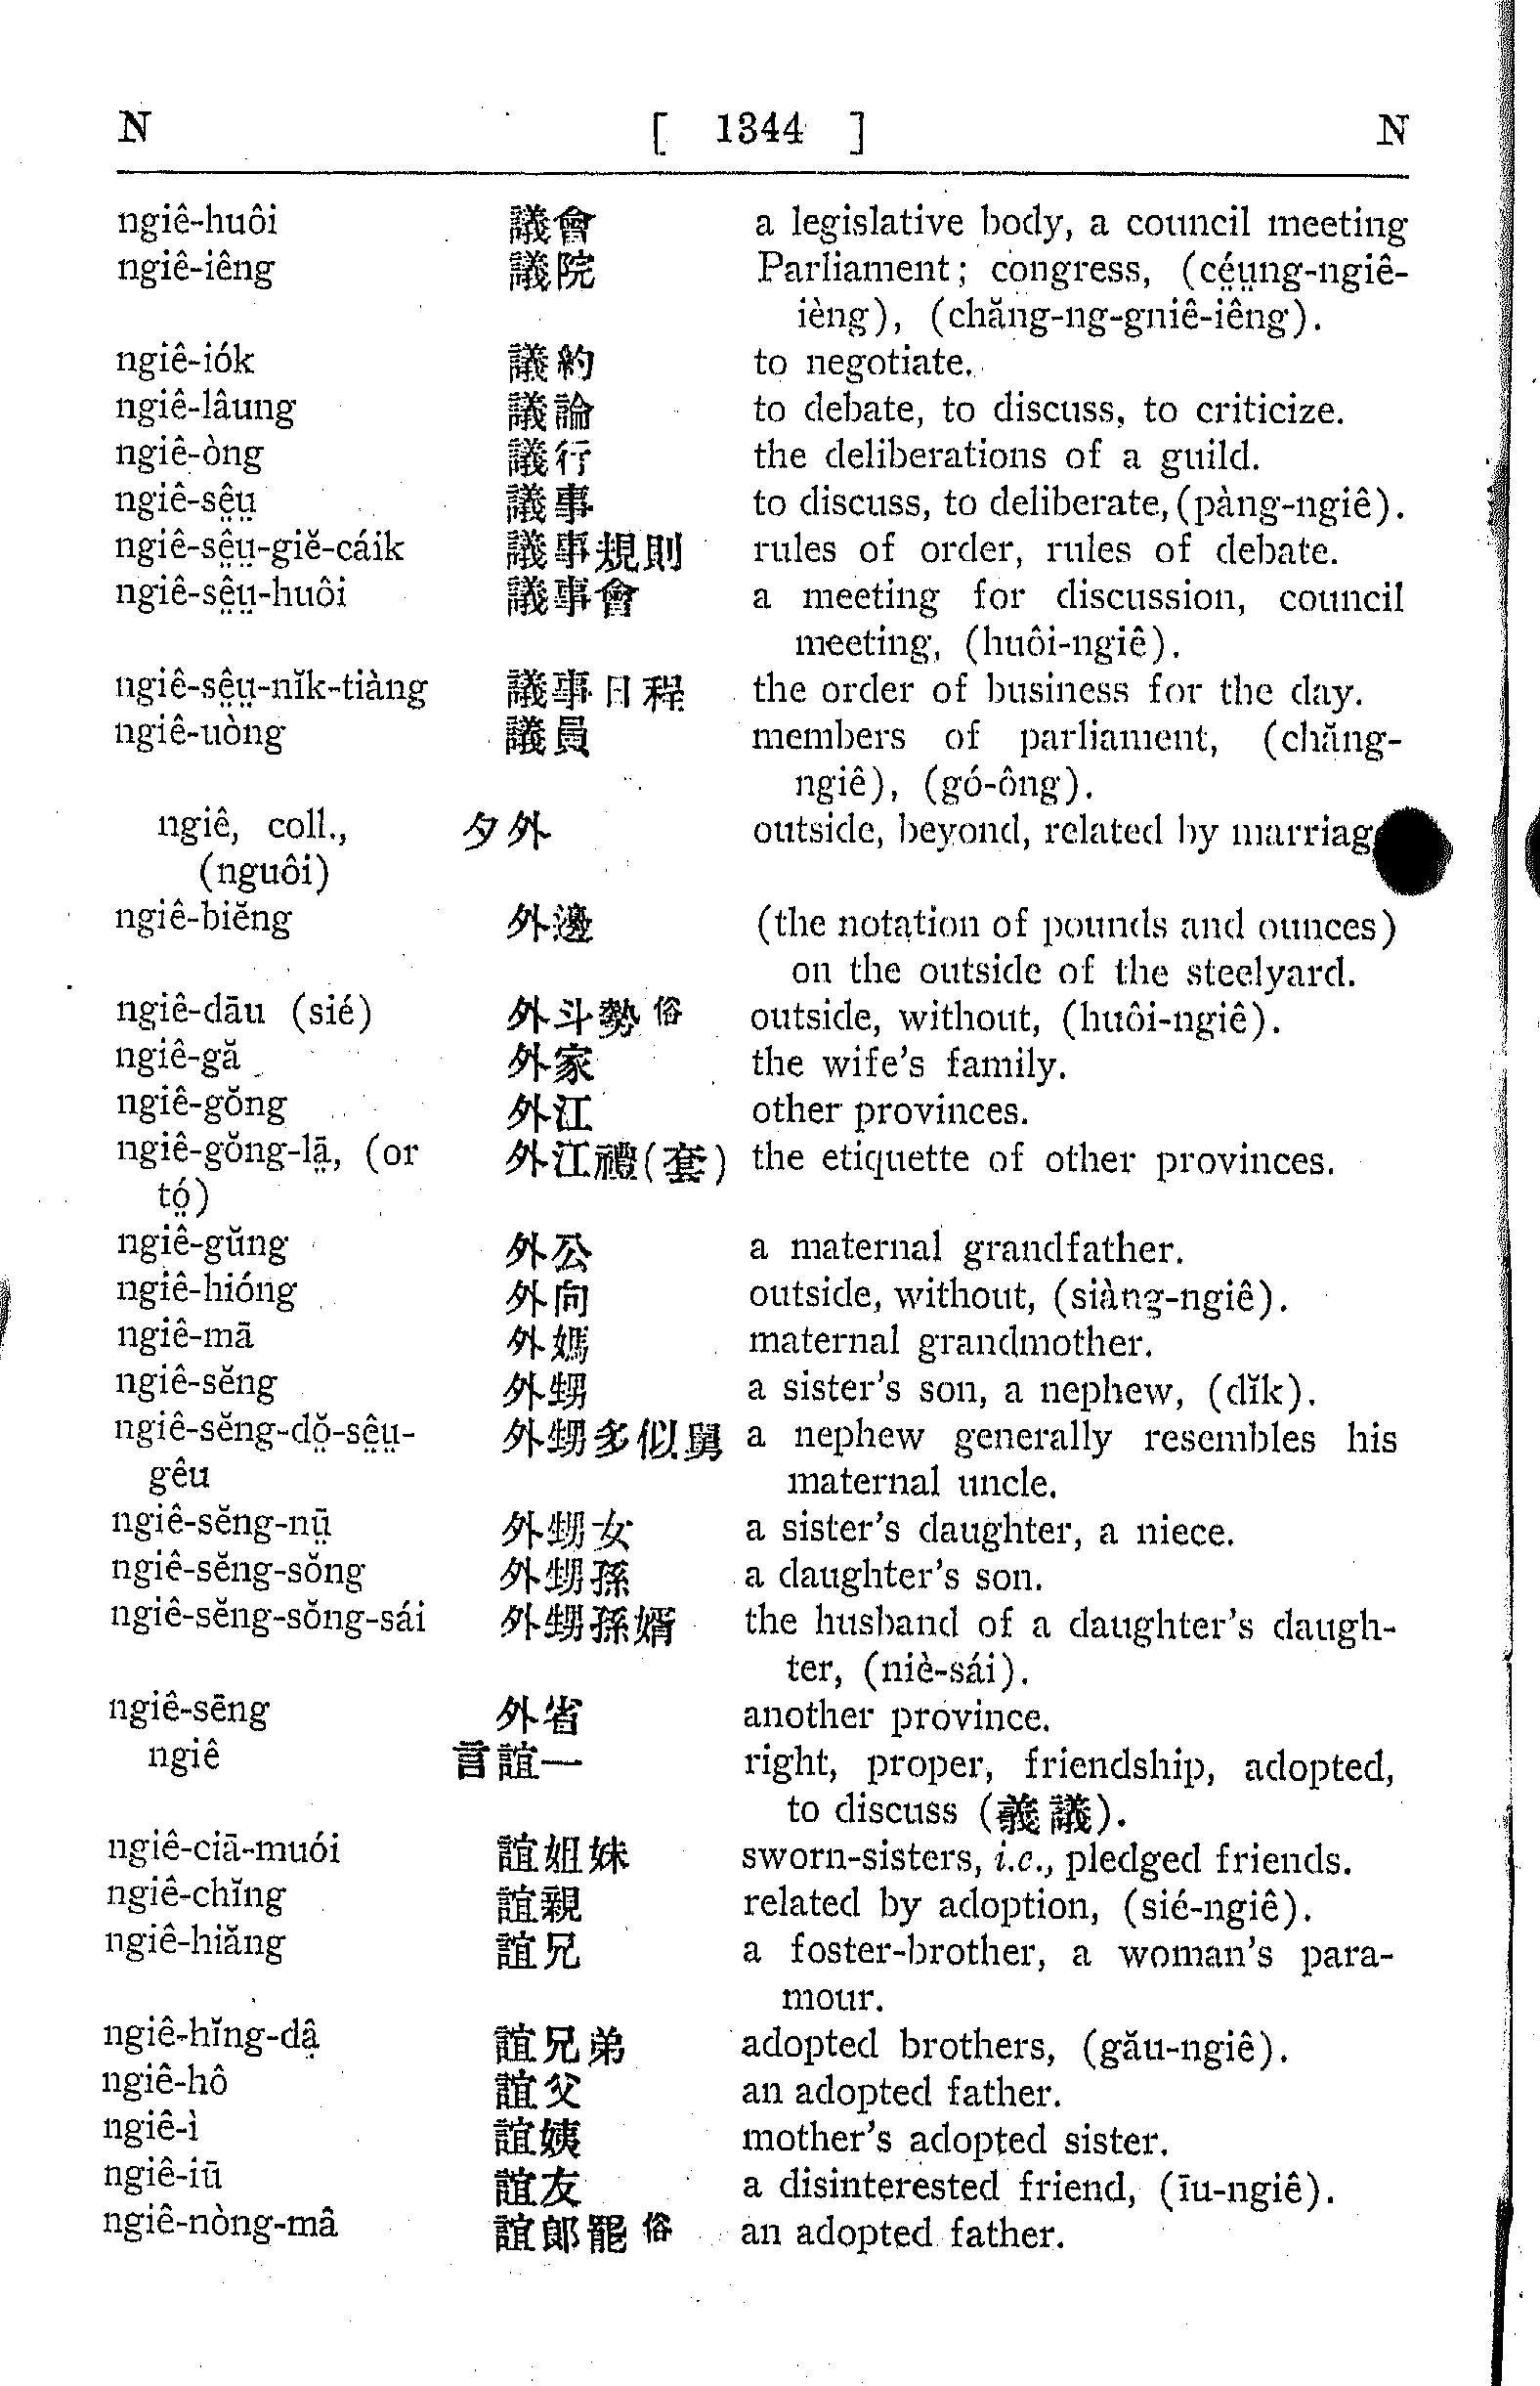 N [ 1344 ] N
ngiê-huôi 議會 a legislative body, a council meeting
ngiê-iêng 議院 Parliament; congress, (cé̤ṳng-ngiê-
ièng), (chăng-ng-gniê-iêng).
ngiê-iók 議約 to negotiate.
ngiê-lâung 議論 to debate, to discuss, to criticize.
ngiê-òng 議行 the deliberations of a guild.
ngiê-sê̤ṳ 議事 to discuss, to deliberate, (pàng-ngiê).
ngiê-sê̤ṳ-giĕ-cáik 議事規則 rules of order, rules of debate.
ngiê-sê̤ṳ-huôi 議事會 a meeting for discussion, council
meeting, (huôi-ngiê).
ngiê-sê̤ṳ-nĭk-tiàng 議事日程 the order of business for the day.
ngiê-uòng 議員 members of parliament, (chăng-
ngiê), (gó-ông).
ngiê, coll., 夕外 outside, beyond, related by marriag
(nguôi)
ngiê-biĕng 外邊 (the notation of pounds and ounces)
on the outside of the steelyard.
ngiê-dāu (sié) 外斗勢俗 outside, without, (huôi-ngiê).
ngiê-gă 外家 the wife's family.
ngiê-gŏng 外江 other provinces.
ngiê-gŏng-lā̤, (or 外江禮(套) the etiquette of other provinces.
tó̤)
ngiê-gŭng 外公 a maternal grandfather.
ngiê-hióng 外向 outside, without, (siàng-ngiê).
ngiê-mā 外媽 maternal grandmother.
ngiê-sĕng 外甥 a sister's son, a nephew, (dĭk).
ngiê-sĕng-dŏ̤-sê̤ṳ- 外甥多似舅 a nephew generally resembles his
gêu maternal uncle.
ngiê-sĕng-nṳ̄ 外甥女 a sister's daughter, a niece.
ngiê-sĕng-sŏng 外甥孫 a daughter's son.
ngiê-sĕng-sŏng-sái 外甥孫婿 the husband of a daughter's daugh-
ter, (niè-sái).
ngiê-sēng 外省 another province.
ngiê 言誼一 right, proper, friendship, adopted,
to discuss (義議).
ngiê-ciā-muói 誼姐妹 sworn-sisters, i.e., pledged friends.
ngiê-chĭng 誼親 related by adoption, (sié-ngiê).
ngiê-hiăng 誼兄 a foster-brother, a woman's para-
mour.
ngiê-hĭng-dâ̤ 誼兄弟 adopted brothers, (gău-ngiê).
ngiê-hô 誼父 an adopted father.
ngiê-ì 誼姨 mother's adopted sister.
ngiê-iū 誼友 a disinterested friend, (īu-ngiê).
ngiê-nòng-mâ 誼郎罷俗 an adopted father.